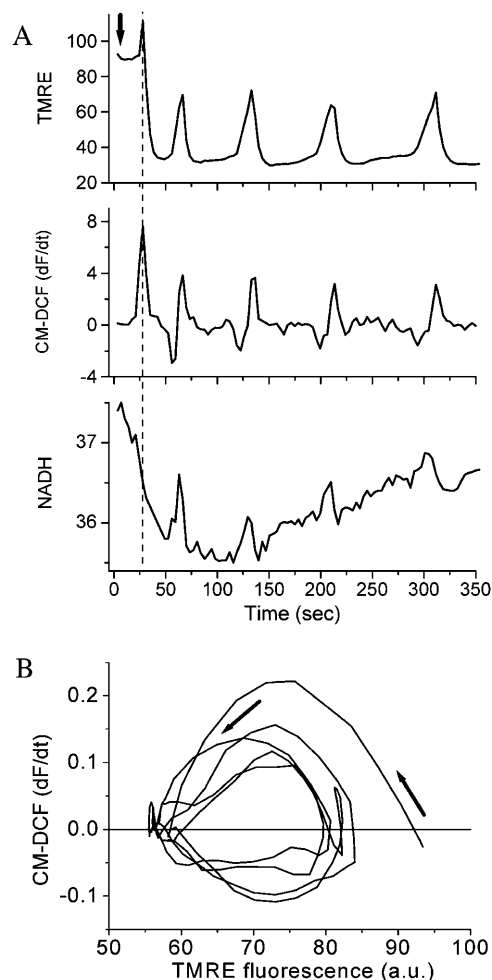 A
TMRE
100
80
60
40
20
CM-DCF (dF/dt)
8
4
0
-4
NADH
37
36
0 50 100 150 200 250 300 350
Time (sec)
B
CM-DCF (dF/dt)
0.2
0.1
0.0
-0.1
50 60 70 80 90 100
TMRE fluorescence (a.u.)